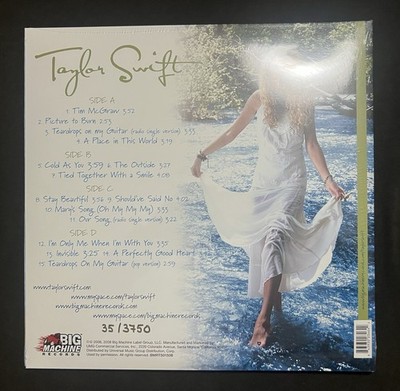 Taylor Swift
SIDE A
1. Tim McGraw 3:52
2. Picture to Burn 2:53
3. Teardrops on my Guitar (radio single version) 3:35
4. A Place in This World 3:19
SIDE B
5. Cold As You 3:59 6. The Outside 3:27
7. Tied Together With a Smile 4:08
SIDE C
8. Stay Beautiful 3:56 9. Should've Said No 4:02
10. Mary's Song (Oh My My My) 3:33
11. Our Song (radio single version) 3:22
SIDE D
12. I'm Only Me When I'm With You 3:35
13. Invisible 3:25 14. A Perfectly Good Heart
15. Teardrops On My Guitar (pop version) 2:59
www.taylorswift.com
www.myspace.com/taylorswift
www.bigmachinerecords.com
www.myspace.com/bigmachinerecords
35/3750
BIG
MACHINE
RECORDS